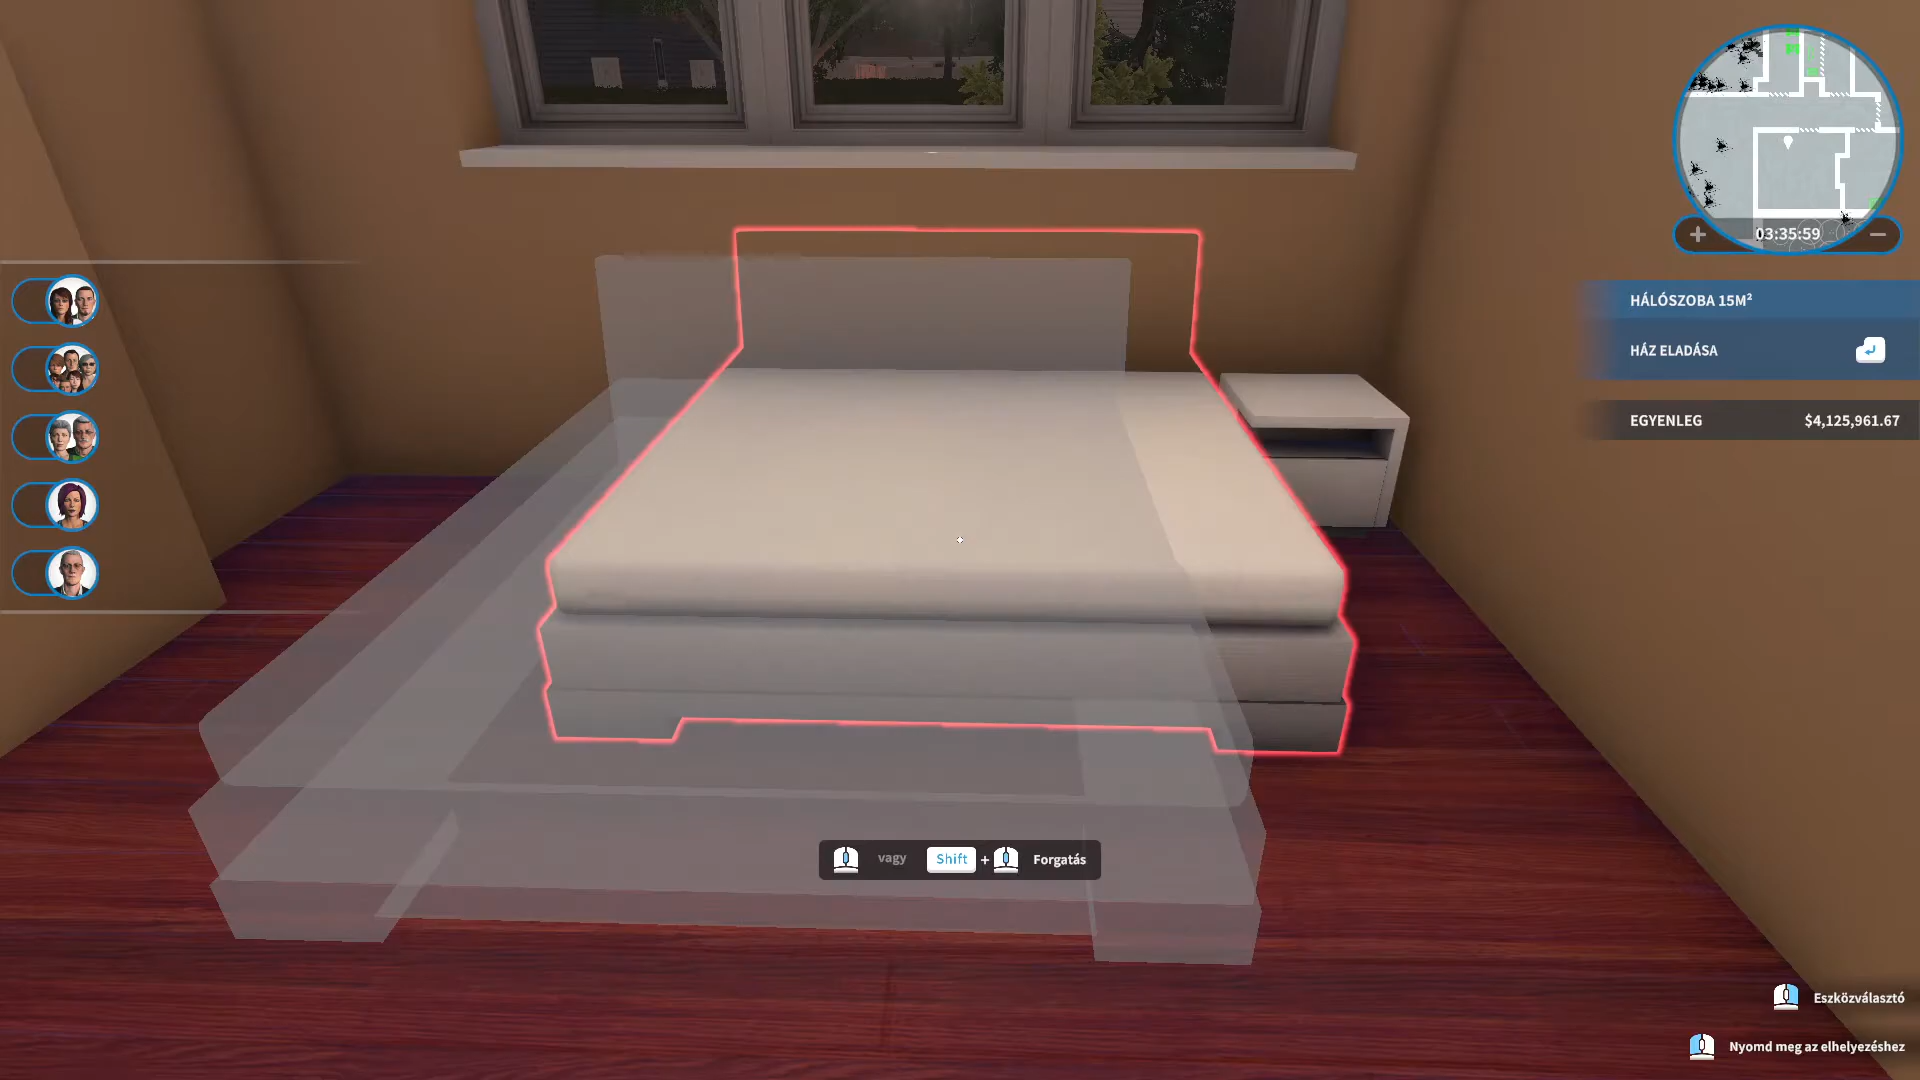 03:35:59
HÁLÓSZOBA 15M²
HÁZ ELADÁSA
EGYENLEG $4,125,961.67
vagy Shift + Forgatás
Eszközválasztó
Nyomd meg az elhelyezéshez